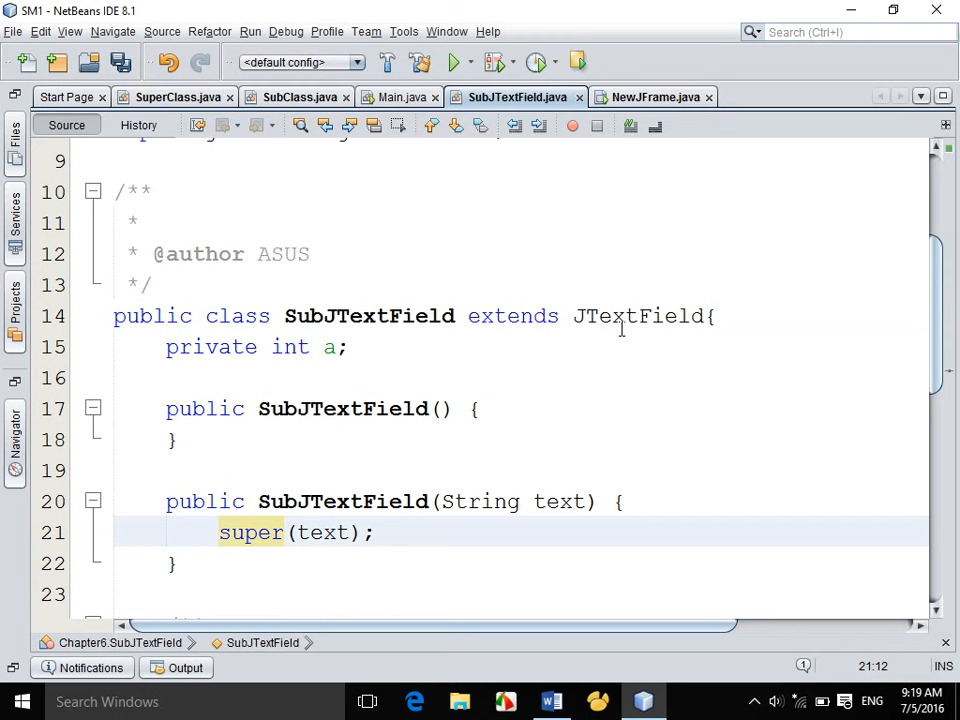 SM1 - NetBeans IDE 8.1
File Edit View Navigate Source Refactor Run Debug Profile Team Tools Window Help
Search (Ctrl+I)
<default config>
Start Page SuperClass.java SubClass.java Main.java SubJTextField.java NewJFrame.java
Source History
Files
Services
Projects
Navigator
9
10 /**
11 *
12 * @author ASUS
13 */
14 public class SubJTextField extends JTextField{
15 private int a;
16
17 public SubJTextField() {
18 }
19
20 public SubJTextField(String text) {
21 super(text);
22 }
23
Chapter6.SubJTextField SubJTextField
Notifications Output 1 21:12 INS
Search Windows ENG 9:19 AM
7/5/2016